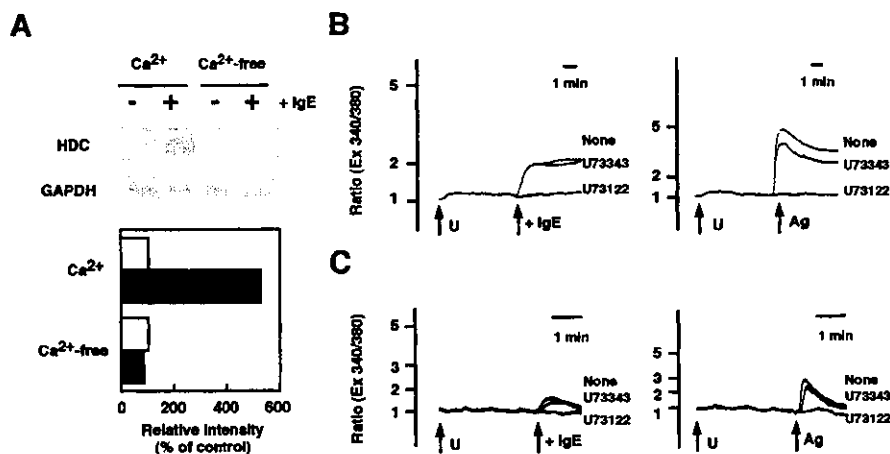 A
Ca2+ Ca2+-free
- + - + + IgE
HDC
GAPDH
Ca2+
Ca2+-free
0 200 400 600
Relative Intensity
(% of control)
B
Ratio (Ex 340/380)
5
2
1
1 min
None
U73343
U73122
U
+ IgE
5
2
1
1 min
None
U73343
U73122
U
Ag
C
Ratio (Ex 340/380)
5
3
2
1
1 min
None
U73343
U73122
U
+ IgE
5
3
2
1
1 min
None
U73343
U73122
U
Ag